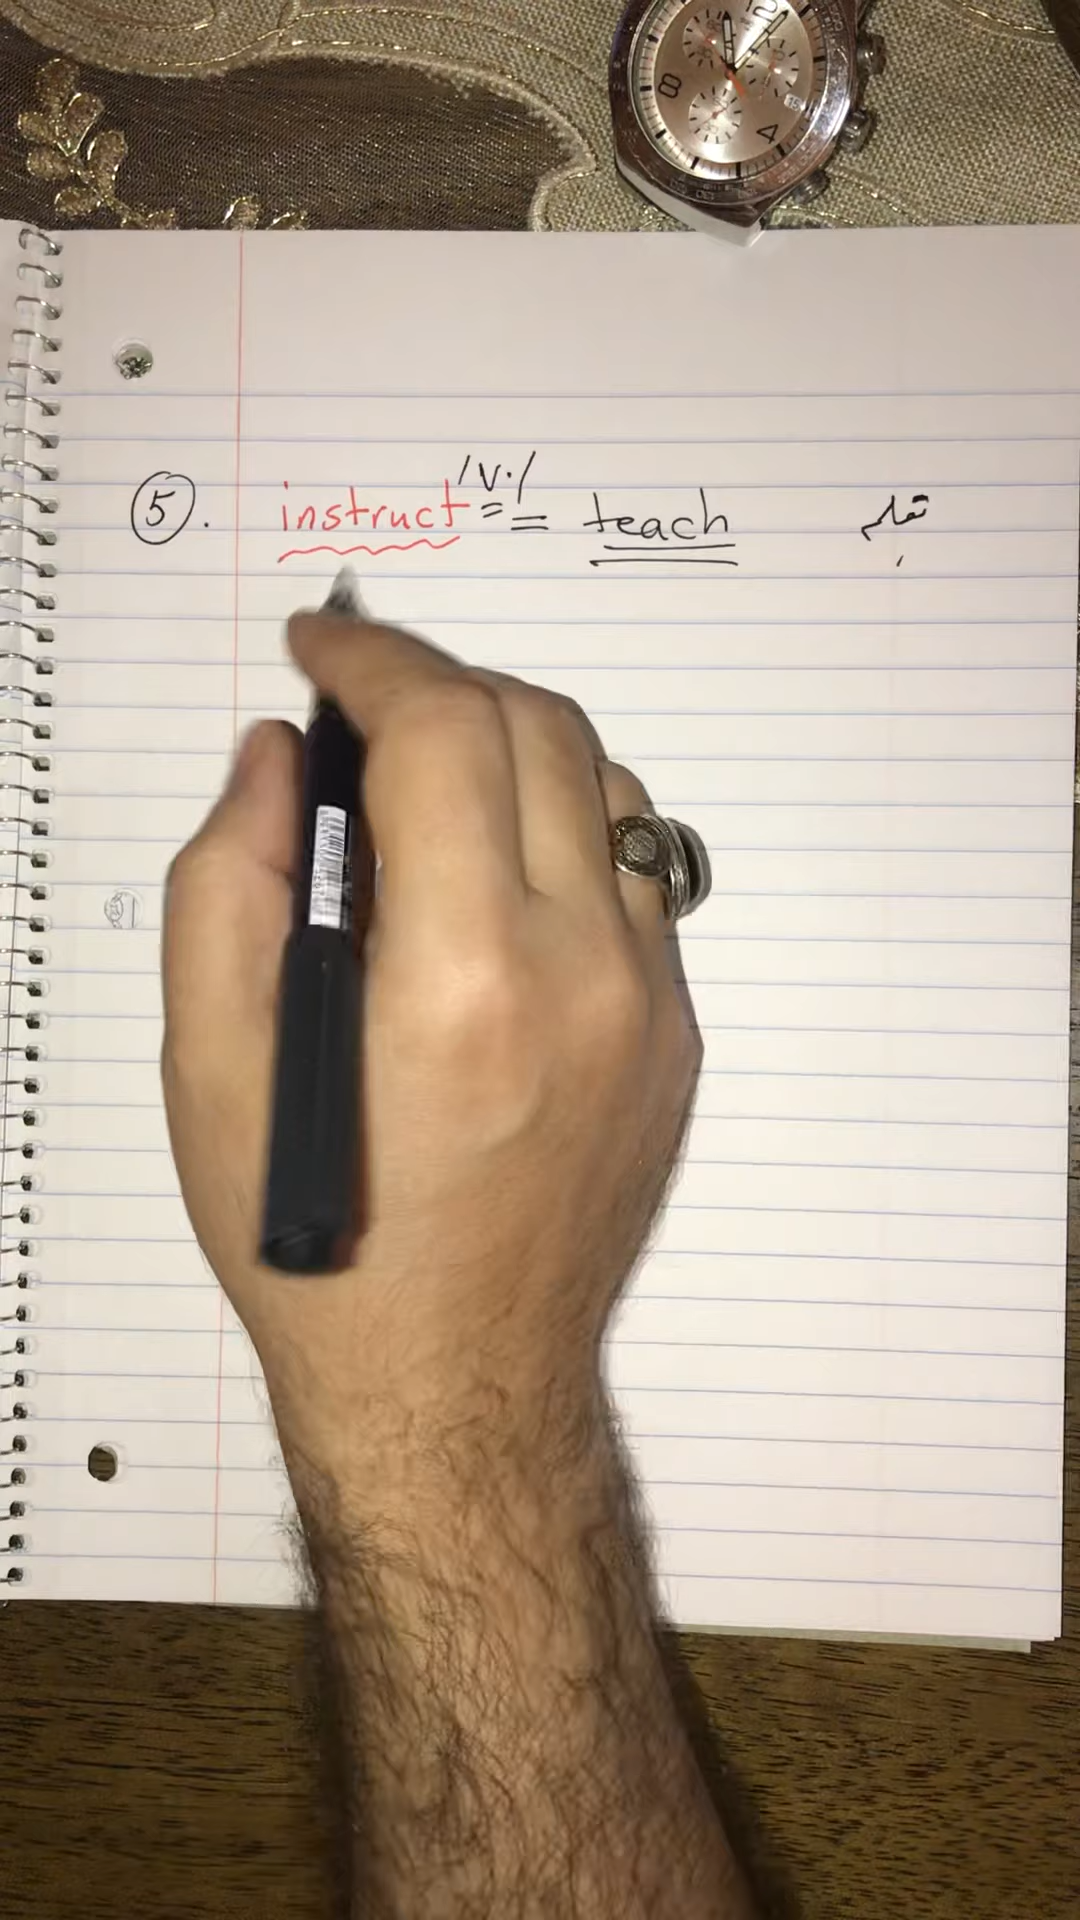 5. instruct /v./ = teach تعلم